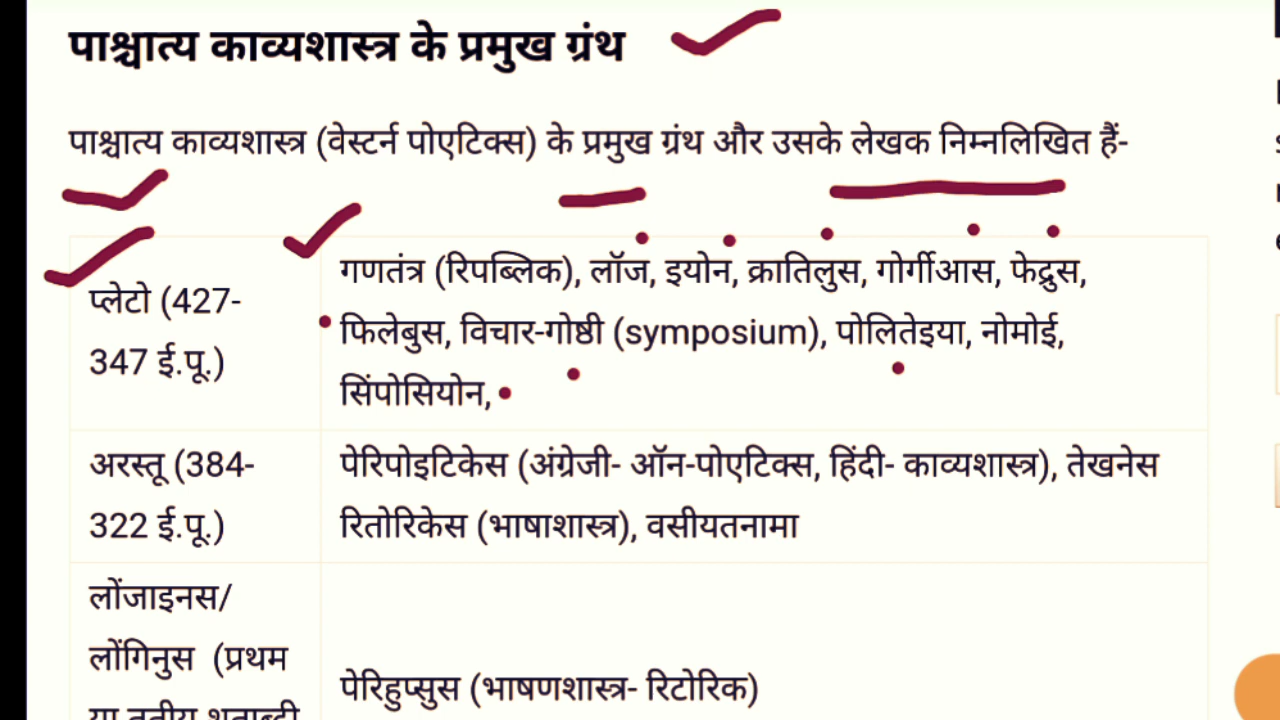 पाश्चात्य काव्यशास्त्र के प्रमुख ग्रंथ
पाश्चात्य काव्यशास्त्र (वेस्टर्न पोएटिक्स) के प्रमुख ग्रंथ और उसके लेखक निम्नलिखित हैं-
प्लेटो (427-
347 ई.पू.)
गणतंत्र (रिपब्लिक), लॉज, इयोन, क्रातिलुस, गोर्गीआस, फेद्रुस,
फिलेबुस, विचार-गोष्ठी (symposium), पोलितेइया, नोमोई,
सिंपोसियोन,
अरस्तू (384-
322 ई.पू.)
पेरिपोइटिकेस (अंग्रेजी- ऑन-पोएटिक्स, हिंदी- काव्यशास्त्र), तेखनेस
रितोरिकेस (भाषाशास्त्र), वसीयतनामा
लोंजाइनस/
लोंगिनुस (प्रथम
या तृतीय शताब्दी
पेरिहुप्सुस (भाषणशास्त्र- रिटोरिक)